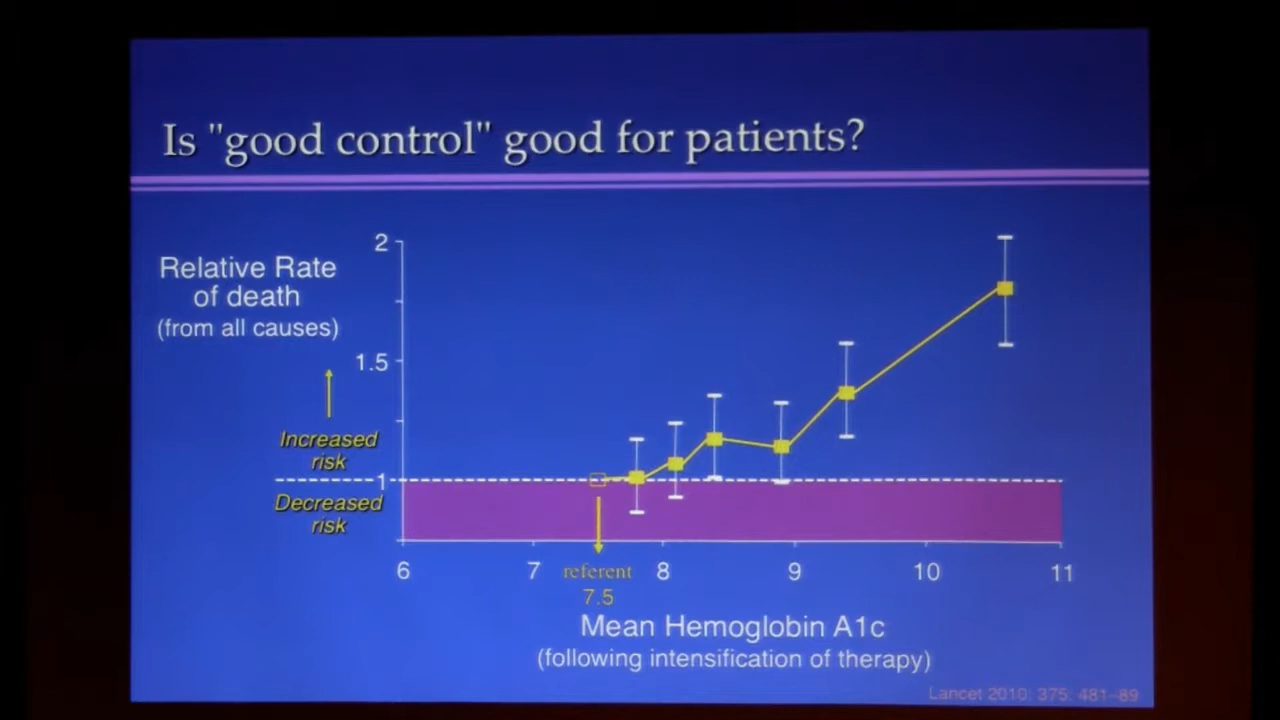 Is "good control" good for patients?
Relative Rate
of death
(from all causes)
2
1.5
1
Increased
risk
Decreased
risk
6
7
8
9
10
11
referent
7.5
Mean Hemoglobin A1c
(following intensification of therapy)
Lancet 2010: 375: 481–89